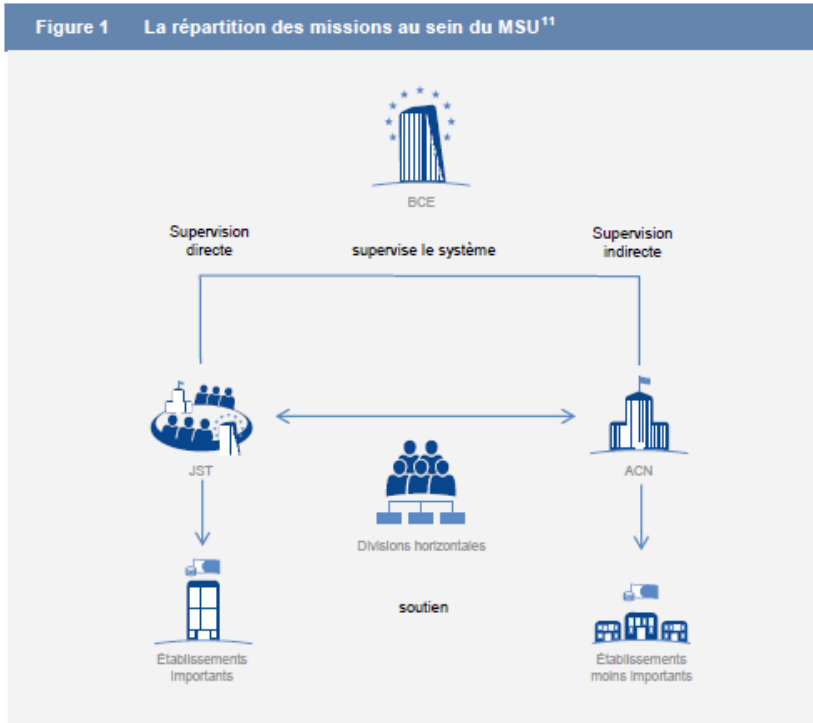 Figure 1 La répartition des missions au sein du MSU11
BCE
Supervision
directe
supervise le système
Supervision
indirecte
JST
ACN
Divisions horizontales
soutien
Établissements
importants
Établissements
moins importants